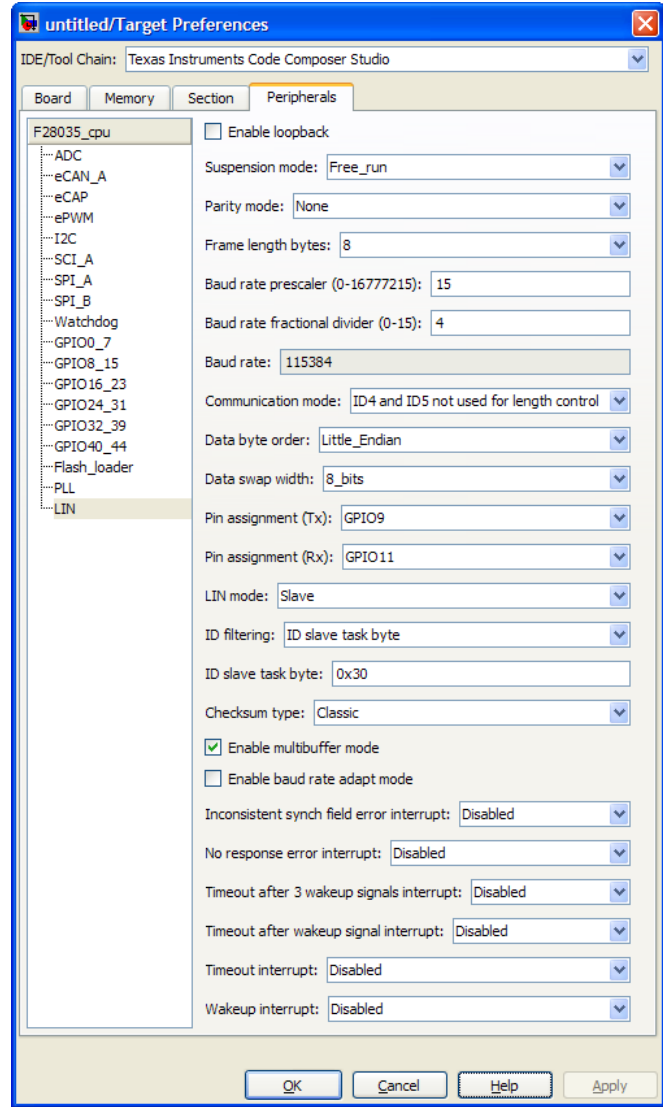 untitled/Target Preferences
IDE/Tool Chain: Texas Instruments Code Composer Studio
Board Memory Section Peripherals
F28035_cpu
ADC
eCAN_A
eCAP
ePWM
I2C
SCI_A
SPI_A
SPI_B
Watchdog
GPIO0_7
GPIO8_15
GPIO16_23
GPIO24_31
GPIO32_39
GPIO40_44
Flash_loader
PLL
LIN
Enable loopback
Suspension mode: Free_run
Parity mode: None
Frame length bytes: 8
Baud rate prescaler (0-16777215): 15
Baud rate fractional divider (0-15): 4
Baud rate: 115384
Communication mode: ID4 and ID5 not used for length control
Data byte order: Little_Endian
Data swap width: 8_bits
Pin assignment (Tx): GPIO9
Pin assignment (Rx): GPIO11
LIN mode: Slave
ID filtering: ID slave task byte
ID slave task byte: 0x30
Checksum type: Classic
Enable multibuffer mode
Enable baud rate adapt mode
Inconsistent synch field error interrupt: Disabled
No response error interrupt: Disabled
Timeout after 3 wakeup signals interrupt: Disabled
Timeout after wakeup signal interrupt: Disabled
Timeout interrupt: Disabled
Wakeup interrupt: Disabled
OK Cancel Help Apply